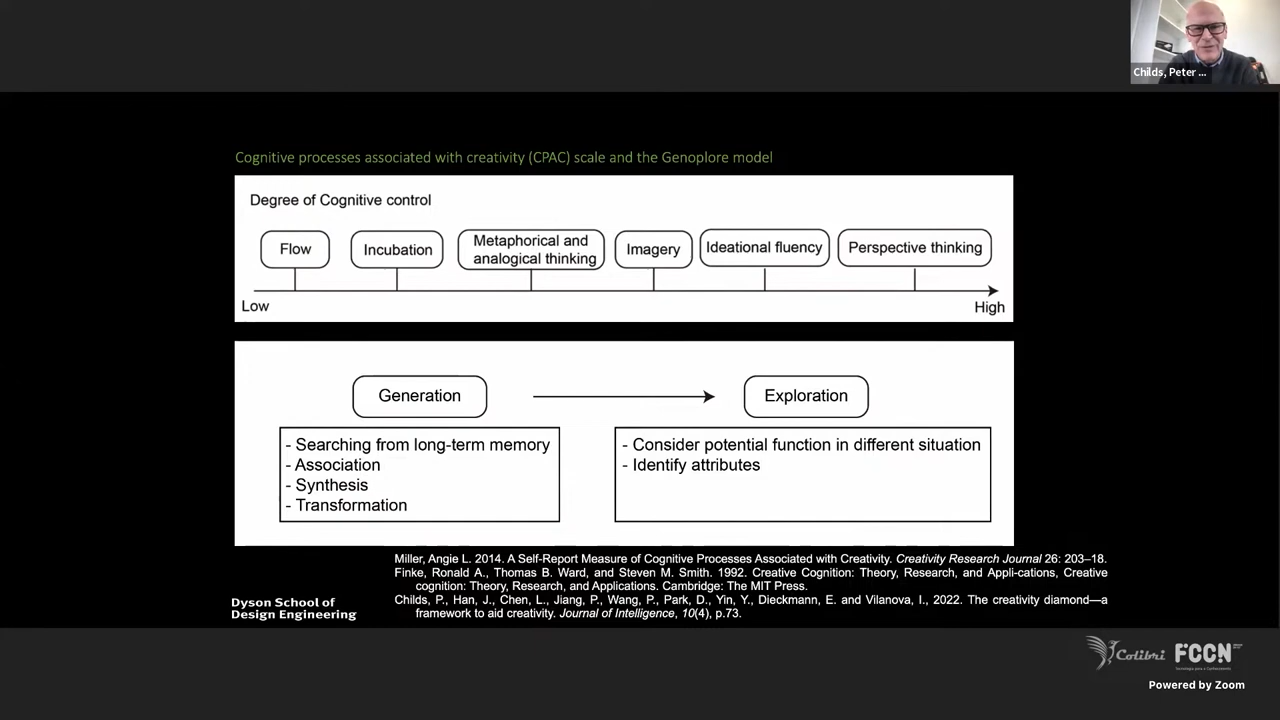 Childs, Peter ...
Cognitive processes associated with creativity (CPAC) scale and the Genoplore model
Degree of Cognitive control
Flow
Incubation
Metaphorical and
analogical thinking
Imagery
Ideational fluency
Perspective thinking
Low
High
Generation
Exploration
- Searching from long-term memory
- Association
- Synthesis
- Transformation
- Consider potential function in different situation
- Identify attributes
Miller, Angie L. 2014. A Self-Report Measure of Cognitive Processes Associated with Creativity. Creativity Research Journal 26: 203–18.
Finke, Ronald A., Thomas B. Ward, and Steven M. Smith. 1992. Creative Cognition: Theory, Research, and Appli-cations, Creative
cognition: Theory, Research, and Applications. Cambridge: The MIT Press.
Childs, P., Han, J., Chen, L., Jiang, P., Wang, P., Park, D., Yin, Y., Dieckmann, E. and Vilanova, I., 2022. The creativity diamond—a
framework to aid creativity. Journal of Intelligence, 10(4), p.73.
Dyson School of
Design Engineering
Colibri
FCCN
Powered by Zoom